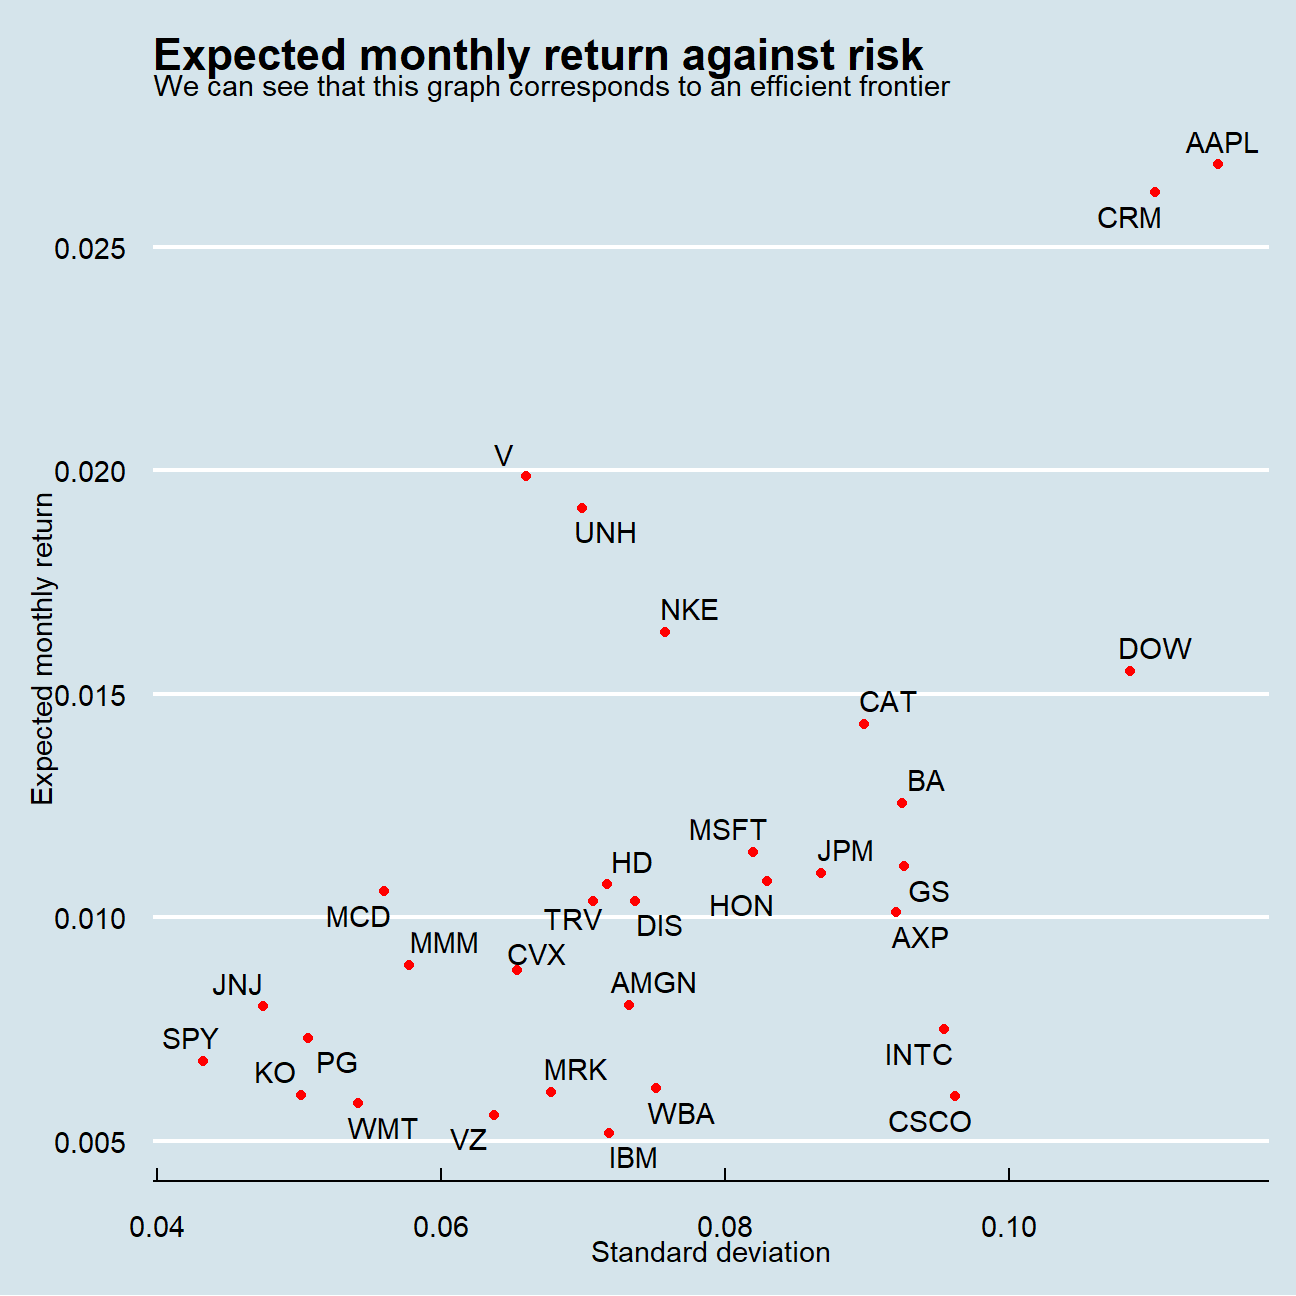 Expected monthly return against risk
We can see that this graph corresponds to an efficient frontier
AAPL
CRM
0.025
V
0.020
UNH
NKE
DOW
0.015
CAT
BA
MSFT
JPM
HD
GS
HON
MCD
0.010
TRV
DIS
AXP
MMM
CVX
JNJ
AMGN
SPY
INTC
PG
KO
MRK
WBA
CSCO
WMT
VZ
0.005
IBM
Expected monthly return
0.04
0.06
0.08
0.10
Standard deviation